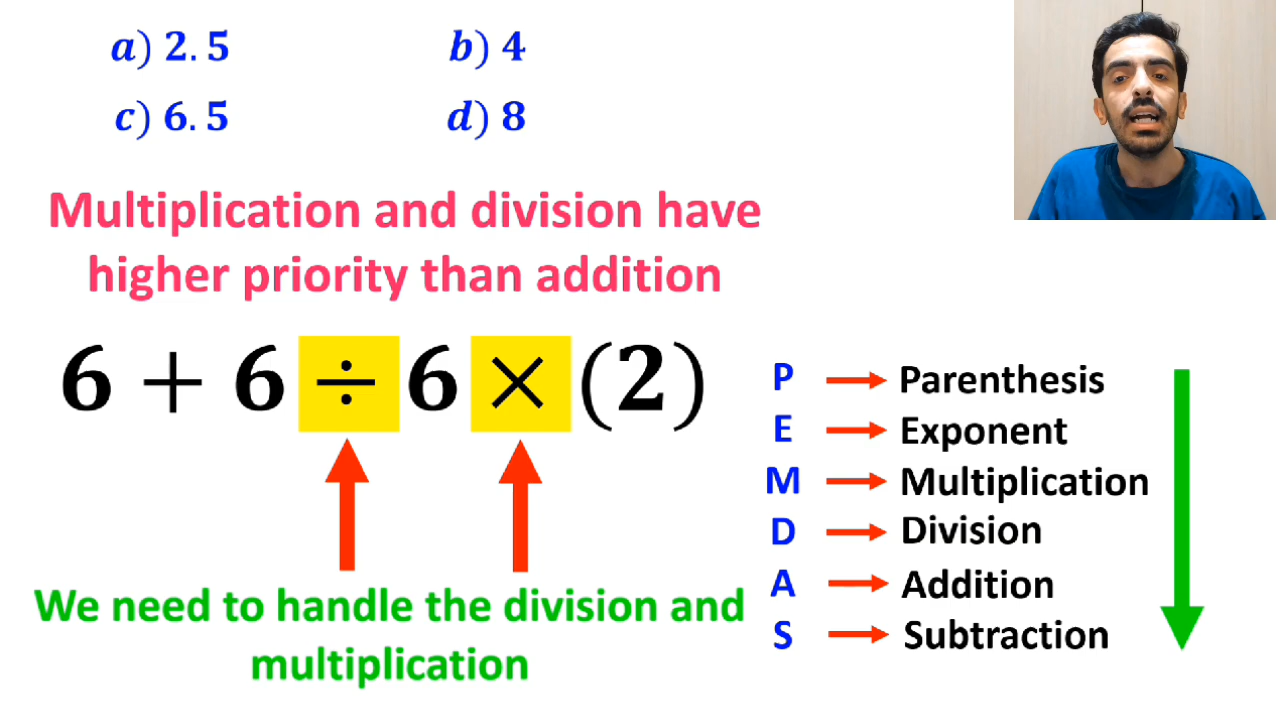 a) 2.5 b) 4
c) 6.5 d) 8
Multiplication and division have
higher priority than addition
6 + 6 ÷ 6 × (2)
We need to handle the division and
multiplication
P → Parenthesis
E → Exponent
M → Multiplication
D → Division
A → Addition
S → Subtraction